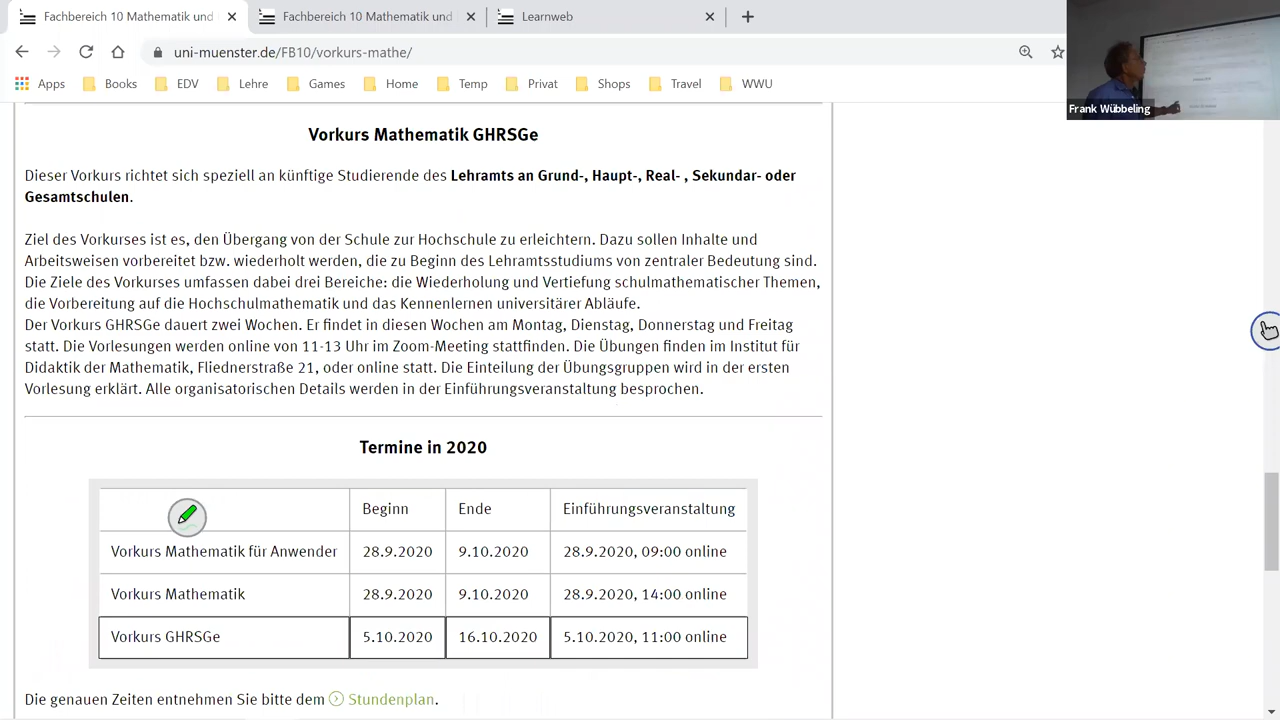 Fachbereich 10 Mathematik und
Fachbereich 10 Mathematik und
Learnweb
uni-muenster.de/FB10/vorkurs-mathe/
Apps Books EDV Lehre Games Home Temp Privat Shops Travel WWU
Frank Wübbeling
Vorkurs Mathematik GHRSGe
Dieser Vorkurs richtet sich speziell an künftige Studierende des Lehramts an Grund-, Haupt-, Real- , Sekundar- oder
Gesamtschulen.
Ziel des Vorkurses ist es, den Übergang von der Schule zur Hochschule zu erleichtern. Dazu sollen Inhalte und
Arbeitsweisen vorbereitet bzw. wiederholt werden, die zu Beginn des Lehramtsstudiums von zentraler Bedeutung sind.
Die Ziele des Vorkurses umfassen dabei drei Bereiche: die Wiederholung und Vertiefung schulmathematischer Themen,
die Vorbereitung auf die Hochschulmathematik und das Kennenlernen universitärer Abläufe.
Der Vorkurs GHRSGe dauert zwei Wochen. Er findet in diesen Wochen am Montag, Dienstag, Donnerstag und Freitag
statt. Die Vorlesungen werden online von 11-13 Uhr im Zoom-Meeting stattfinden. Die Übungen finden im Institut für
Didaktik der Mathematik, Fliednerstraße 21, oder online statt. Die Einteilung der Übungsgruppen wird in der ersten
Vorlesung erklärt. Alle organisatorischen Details werden in der Einführungsveranstaltung besprochen.
Termine in 2020
Beginn Ende Einführungsveranstaltung
Vorkurs Mathematik für Anwender 28.9.2020 9.10.2020 28.9.2020, 09:00 online
Vorkurs Mathematik 28.9.2020 9.10.2020 28.9.2020, 14:00 online
Vorkurs GHRSGe 5.10.2020 16.10.2020 5.10.2020, 11:00 online
Die genauen Zeiten entnehmen Sie bitte dem Stundenplan.